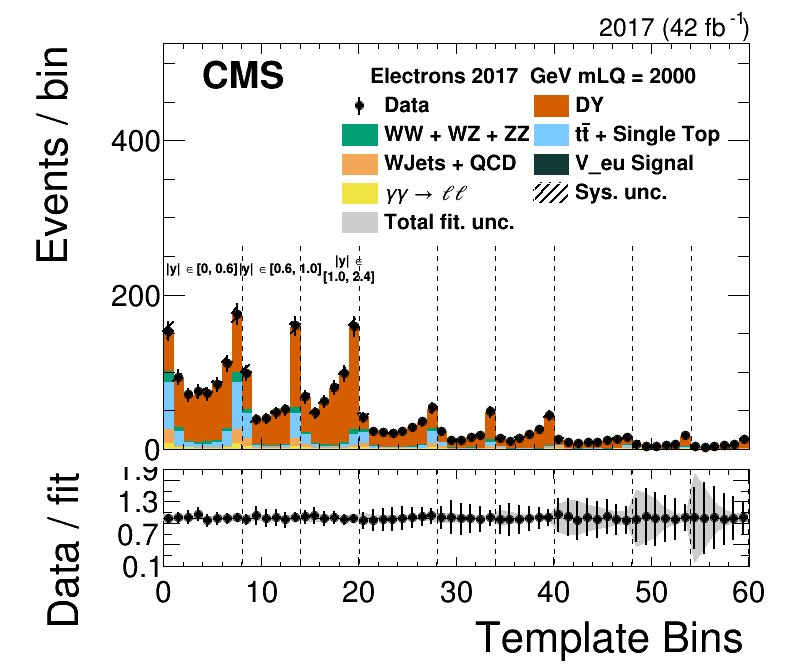 2017 (42 fb⁻¹)
CMS
Electrons 2017 GeV mLQ = 2000
Data
DY
WW + WZ + ZZ
tt̄ + Single Top
WJets + QCD
V_eu Signal
γγ → ℓℓ
Sys. unc.
Total fit. unc.
Events / bin
400
200
0
|y| ∈ [0, 0.6]
|y| ∈ [0.6, 1.0]
|y| ∈
[1.0, 2.4]
Data / fit
1.9
1.3
0.7
0.1
0 10 20 30 40 50 60
Template Bins